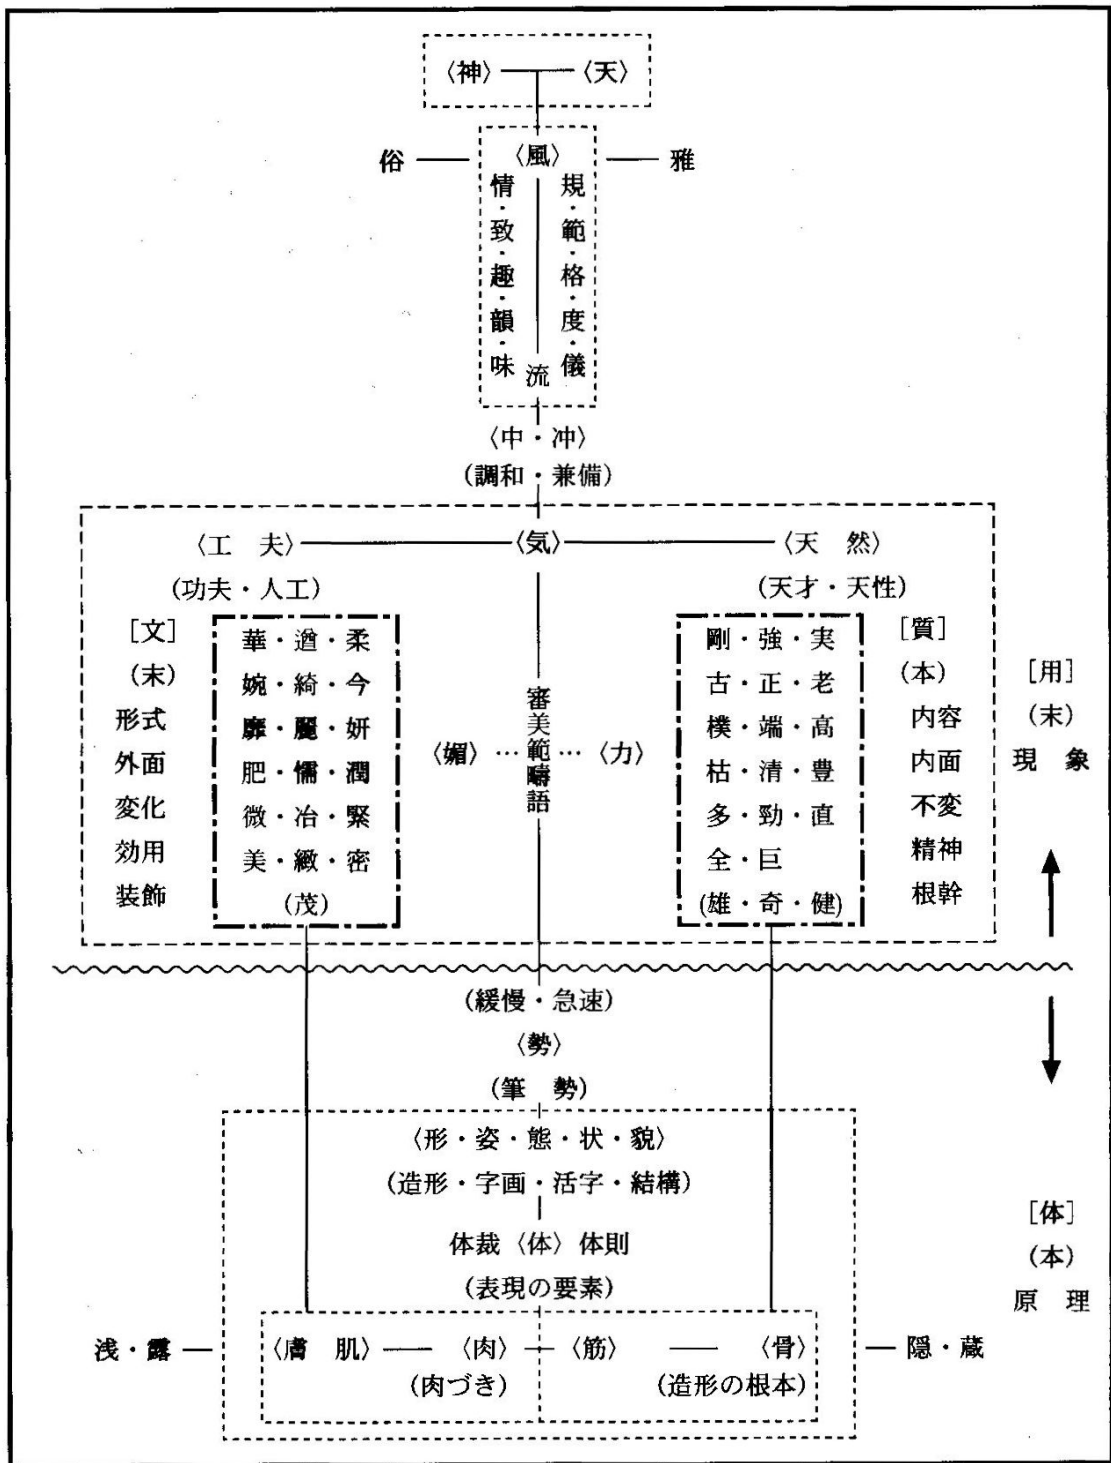 〈神〉 〈天〉
俗 〈風〉 雅
情・致・趣・韻・味
規・範・格・度・儀
流
〈中・冲〉
(調和・兼備)
〈工 夫〉 〈気〉 〈天 然〉
(功夫・人工) (天才・天性)
[文]
(末)
形式
外面
変化
効用
装飾
華・遒・柔
婉・綺・今
靡・麗・妍
肥・懦・潤
微・冶・緊
美・緻・密
(茂)
〈媚〉…審美範疇語…〈力〉
剛・強・実
古・正・老
樸・端・高
枯・清・豊
多・勁・直
全・巨
(雄・奇・健)
[質]
(本)
内容
内面
不変
精神
根幹
[用]
(末)
現 象
(緩慢・急速)
〈勢〉
(筆 勢)
〈形・姿・態・状・貌〉
(造形・字画・活字・結構)
体裁〈体〉体則
(表現の要素)
[体]
(本)
原 理
浅・露 〈膚 肌〉 〈肉〉 〈筋〉 〈骨〉 隠・蔵
(肉づき) (造形の根本)